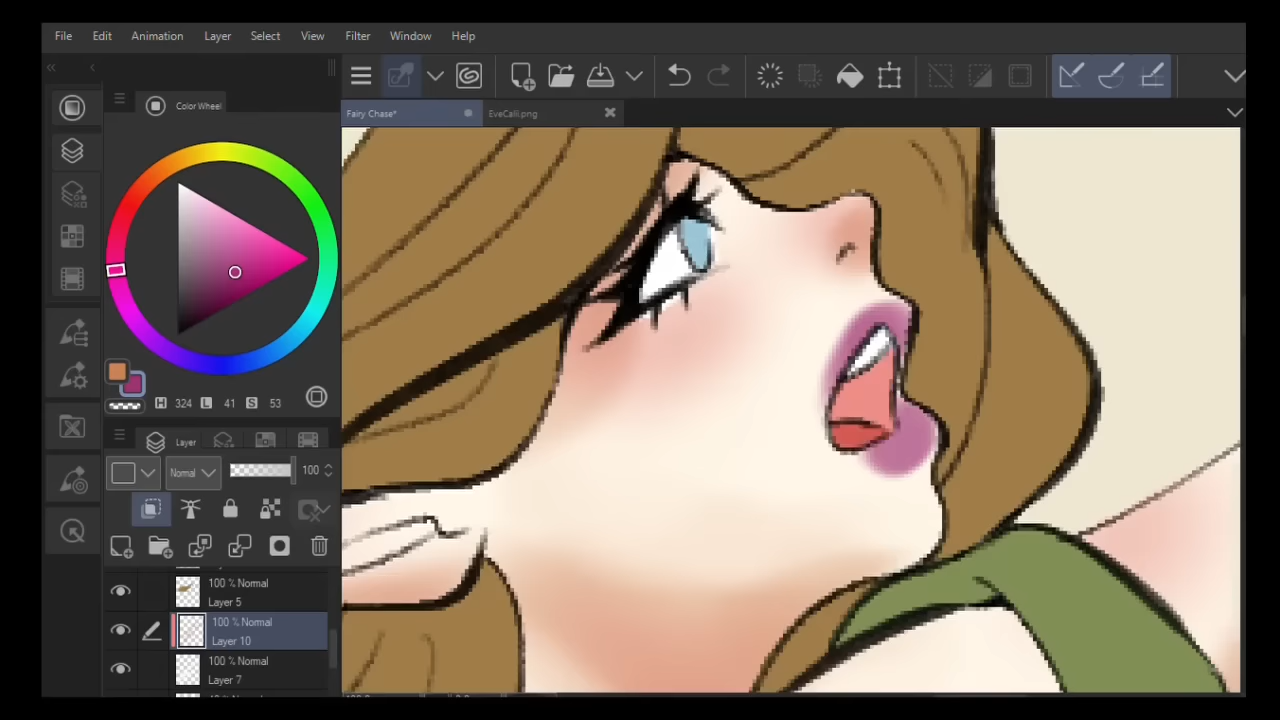 File Edit Animation Layer Select View Filter Window Help
Color Wheel
Fairy Chase* EveCalli.png
H 324 L 41 S 53
Layer
Normal 100
100 % Normal
Layer 5
100 % Normal
Layer 10
100 % Normal
Layer 7